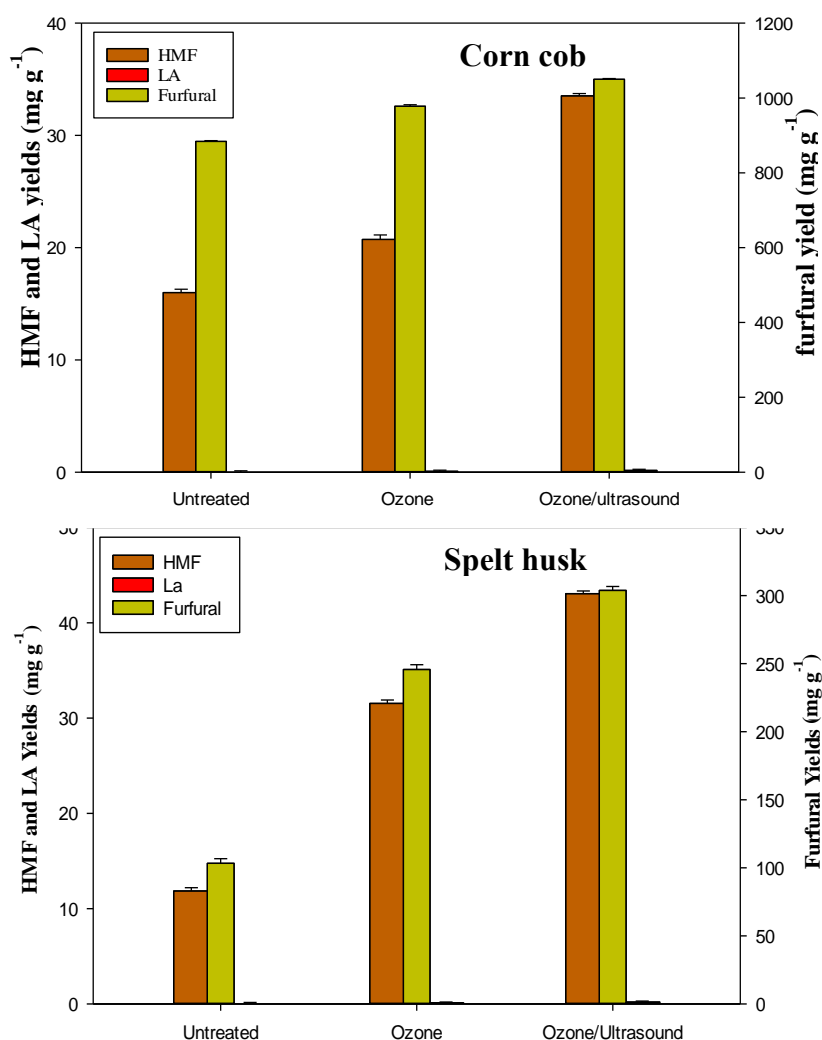 Corn cob
HMF
LA
Furfural
HMF and LA yields (mg g-1)
furfural yield (mg g-1)
40
30
20
10
0
1200
1000
800
600
400
200
0
Untreated Ozone Ozone/ultrasound
Spelt husk
HMF
La
Furfural
HMF and LA Yields (mg g-1)
Furfural Yields (mg g-1)
50
40
30
20
10
0
350
300
250
200
150
100
50
0
Untreated Ozone Ozone/Ultrasound